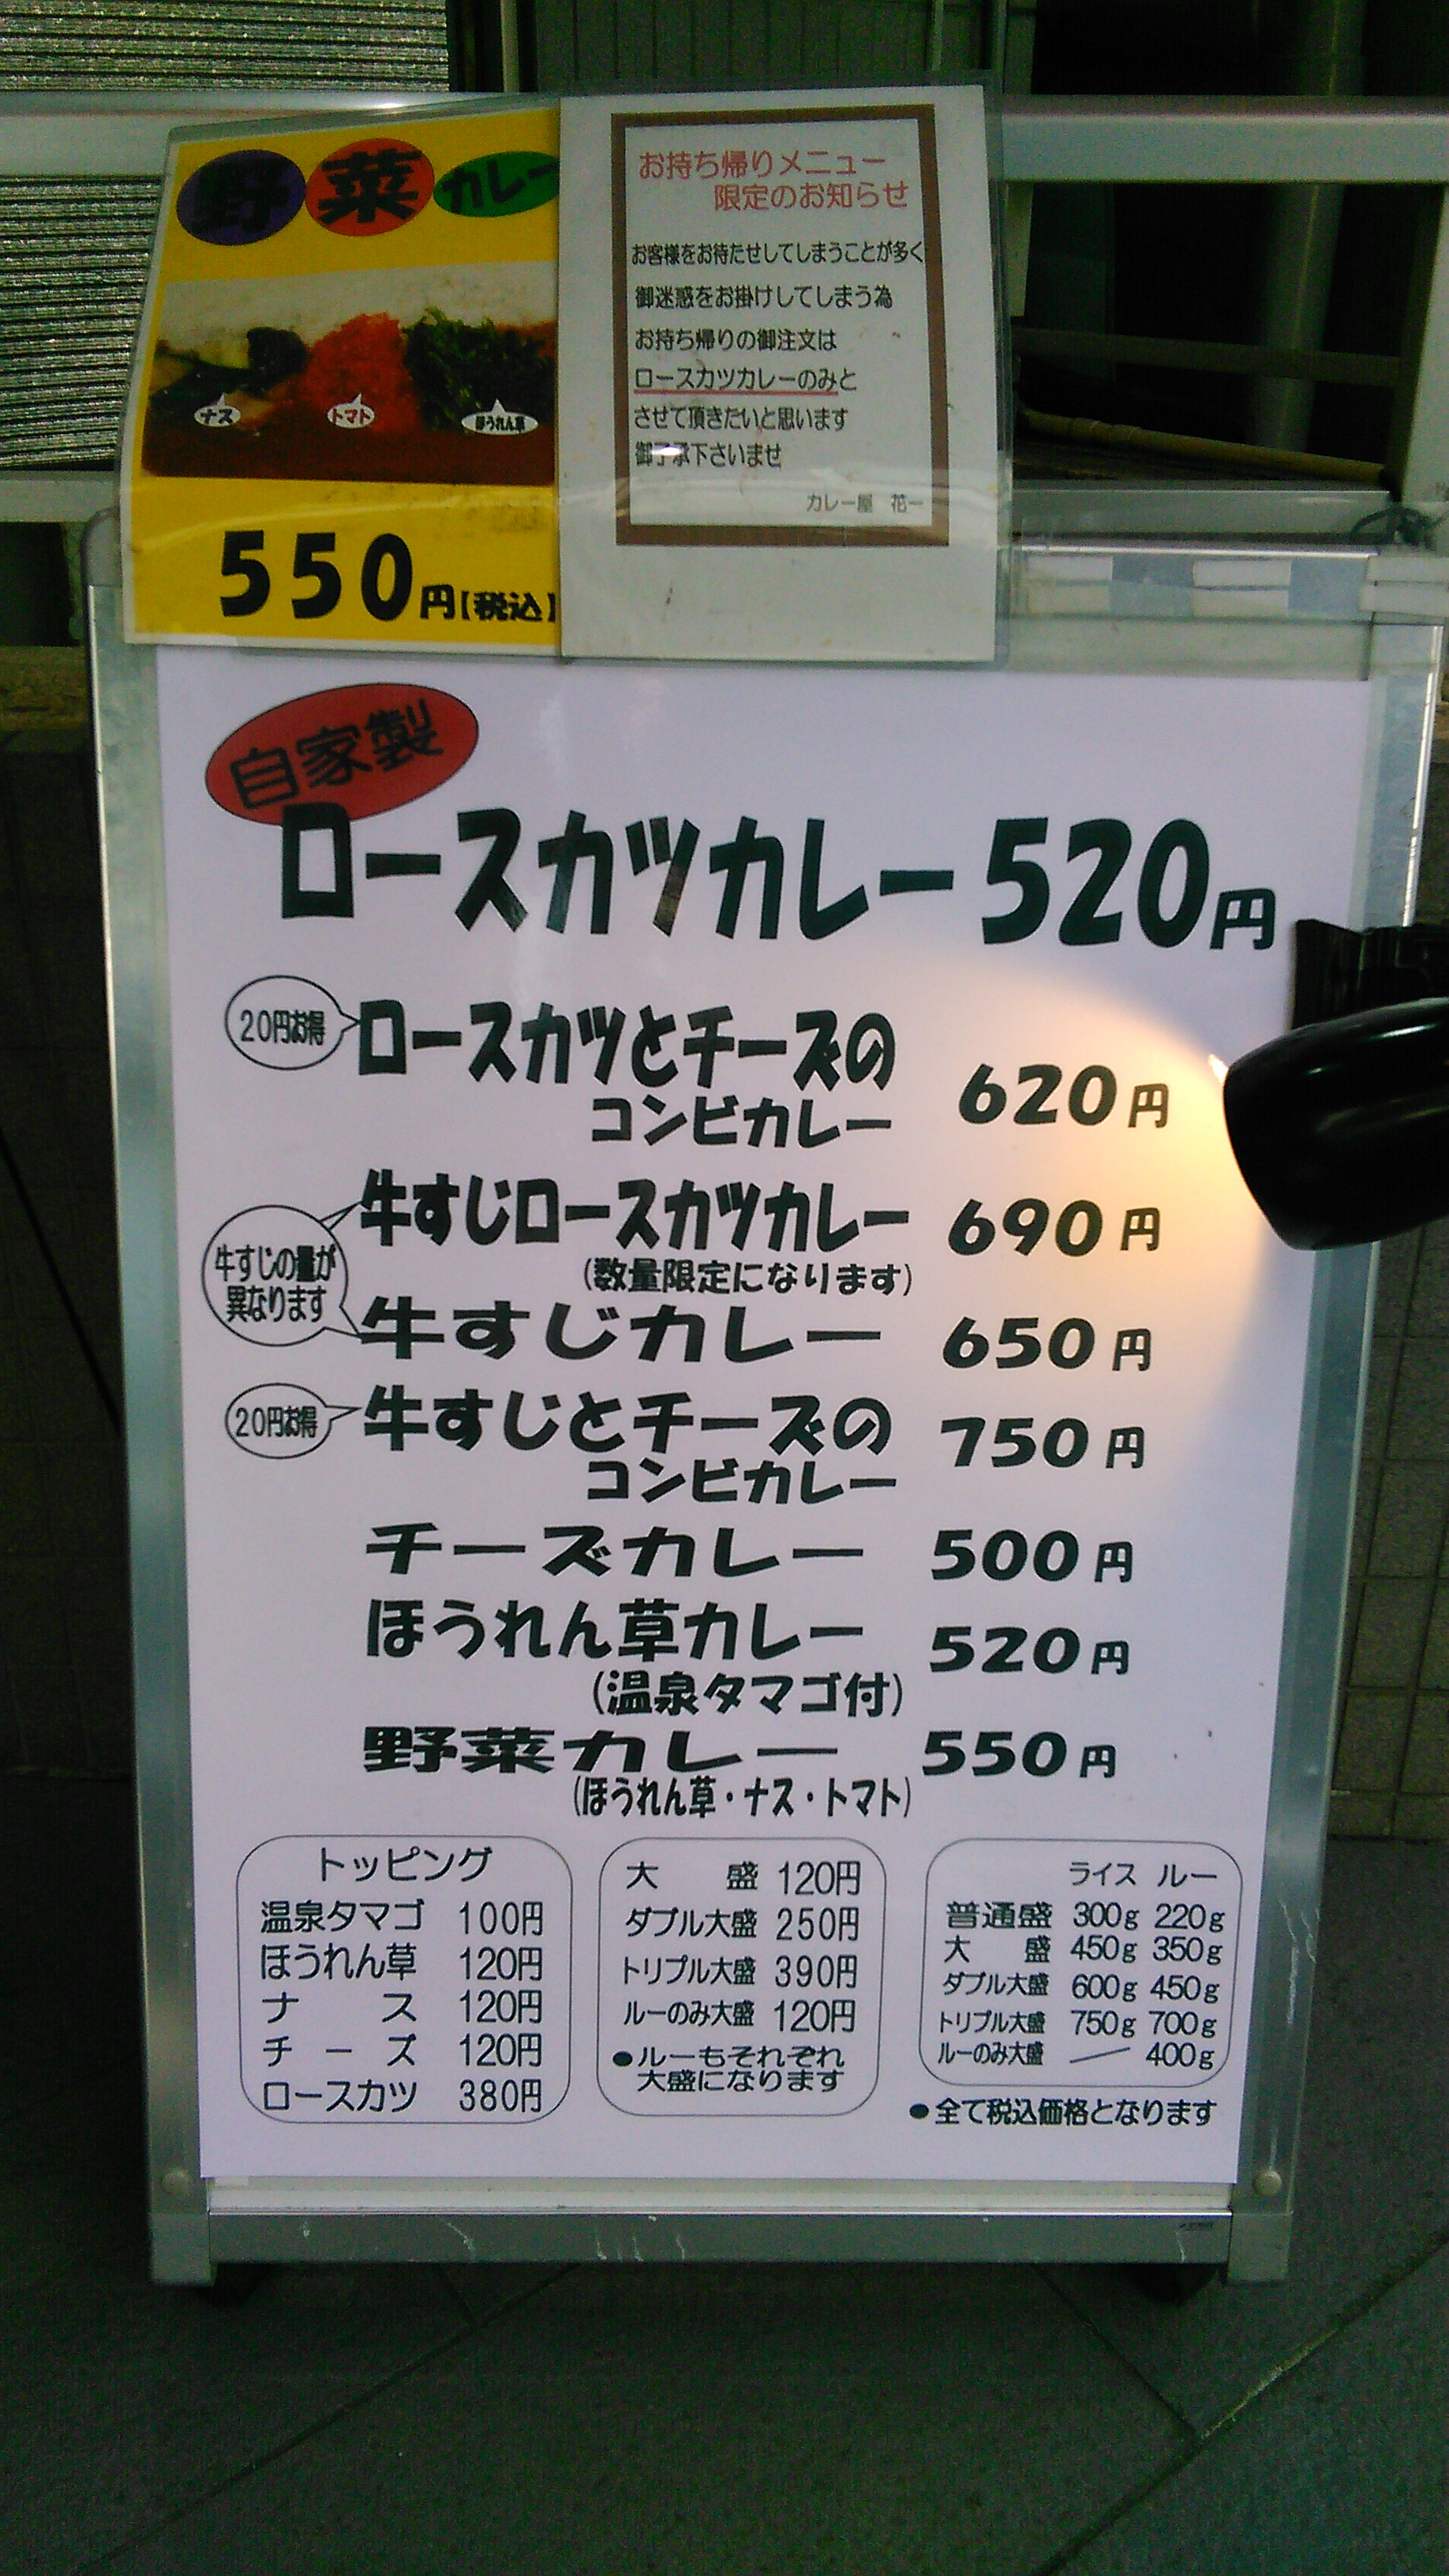 野菜カレー
ナス
トマト
ほうれん草
550円【税込】
お持ち帰りメニュー
限定のお知らせ
お客様をお待たせしてしまうことが多く
御迷惑をお掛けしてしまう為
お持ち帰りの御注文は
ロースカツカレーのみと
させて頂きたいと思います
御了承下さいませ
カレー屋 花一
自家製
ロースカツカレー 520円
20円お得
ロースカツとチーズの
コンビカレー 620円
牛すじの量が
異なります
牛すじロースカツカレー 690円
(数量限定になります)
牛すじカレー 650円
20円お得
牛すじとチーズの
コンビカレー 750円
チーズカレー 500円
ほうれん草カレー 520円
(温泉タマゴ付)
野菜カレー 550円
(ほうれん草・ナス・トマト)
トッピング
温泉タマゴ 100円
ほうれん草 120円
ナス 120円
チーズ 120円
ロースカツ 380円
大盛 120円
ダブル大盛 250円
トリプル大盛 390円
ルーのみ大盛 120円
●ルーもそれぞれ
大盛になります
ライス ルー
普通盛 300g 220g
大盛 450g 350g
ダブル大盛 600g 450g
トリプル大盛 750g 700g
ルーのみ大盛 ― 400g
●全て税込価格となります